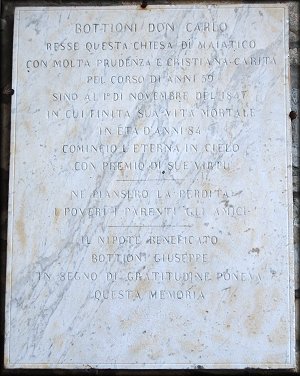 BOTTIONI DON CARLO
RESSE QUESTA CHIESA DI MAIATICO
CON MOLTA PRUDENZA E CRISTIANA CARITÀ
PEL CORSO DI ANNI 59
SINO AL 1º DI NOVEMBRE DEL 1847
IN CUI FINITA SUA VITA MORTALE
IN ETÀ D'ANNI 84
COMINCIÒ L'ETERNA IN CIELO
CON PREMIO DI SUE VIRTÙ
NE PIANSERO LA PERDITA
I POVERI I PARENTI GLI AMICI
IL NIPOTE BENEFICATO
BOTTIONI GIUSEPPE
IN SEGNO DI GRATITUDINE PONEVA
QUESTA MEMORIA